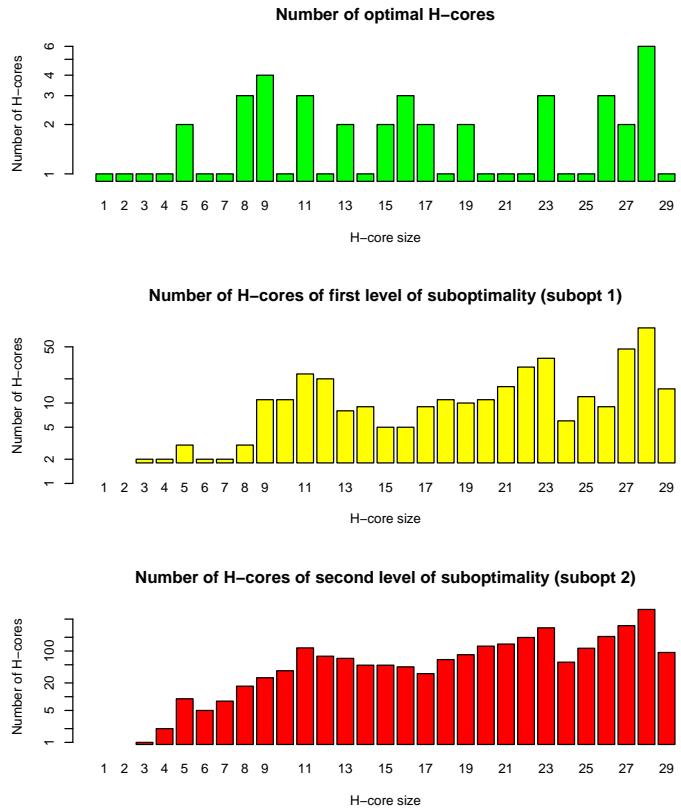 Number of optimal H−cores
Number of H−cores
6
4
3
2
1
1 2 3 4 5 6 7 8 9 11 13 15 17 19 21 23 25 27 29
H−core size
Number of H−cores of first level of suboptimality (subopt 1)
Number of H−cores
50
10
5
2
1
1 2 3 4 5 6 7 8 9 11 13 15 17 19 21 23 25 27 29
H−core size
Number of H−cores of second level of suboptimality (subopt 2)
Number of H−cores
100
20
5
1
1 2 3 4 5 6 7 8 9 11 13 15 17 19 21 23 25 27 29
H−core size